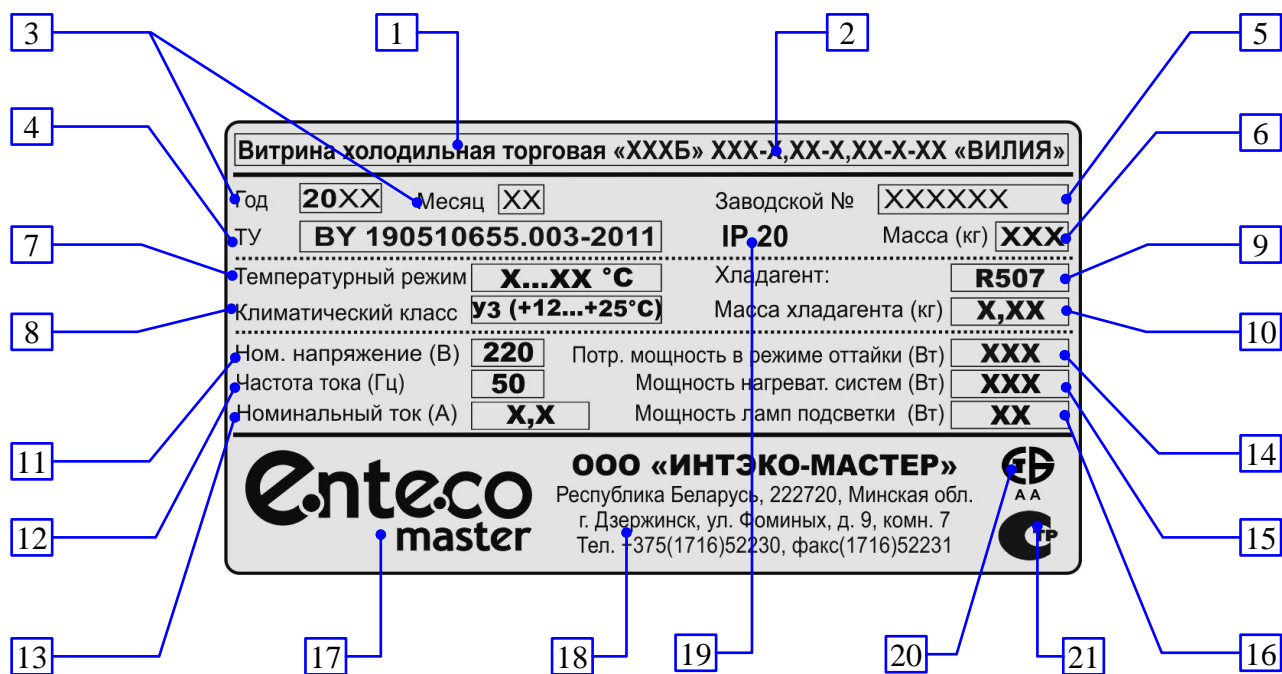 3 1 2 5
4 6
Витрина холодильная торговая «ХХХБ» ХХХ-Х,ХХ-Х,ХХ-Х-ХХ «ВИЛИЯ»
Год 20ХХ Месяц ХХ Заводской № ХХХХХХ
ТУ BY 190510655.003-2011 IP 20 Масса (кг) ХХХ
7 9
Температурный режим Х...ХХ °С Хладагент: R507
Климатический класс У3 (+12...+25°С) Масса хладагента (кг) Х,ХХ
8 10
Ном. напряжение (В) 220 Потр. мощность в режиме оттайки (Вт) ХХХ
Частота тока (Гц) 50 Мощность нагреват. систем (Вт) ХХХ
Номинальный ток (А) Х,Х Мощность ламп подсветки (Вт) ХХ
11 14
enteco
master
ООО «ИНТЭКО-МАСТЕР»
Республика Беларусь, 222720, Минская обл.
г. Дзержинск, ул. Фоминых, д. 9, комн. 7
Тел. +375(1716)52230, факс(1716)52231
СТБ
АА
С ТР
12 15
13 17 18 19 20 21 16